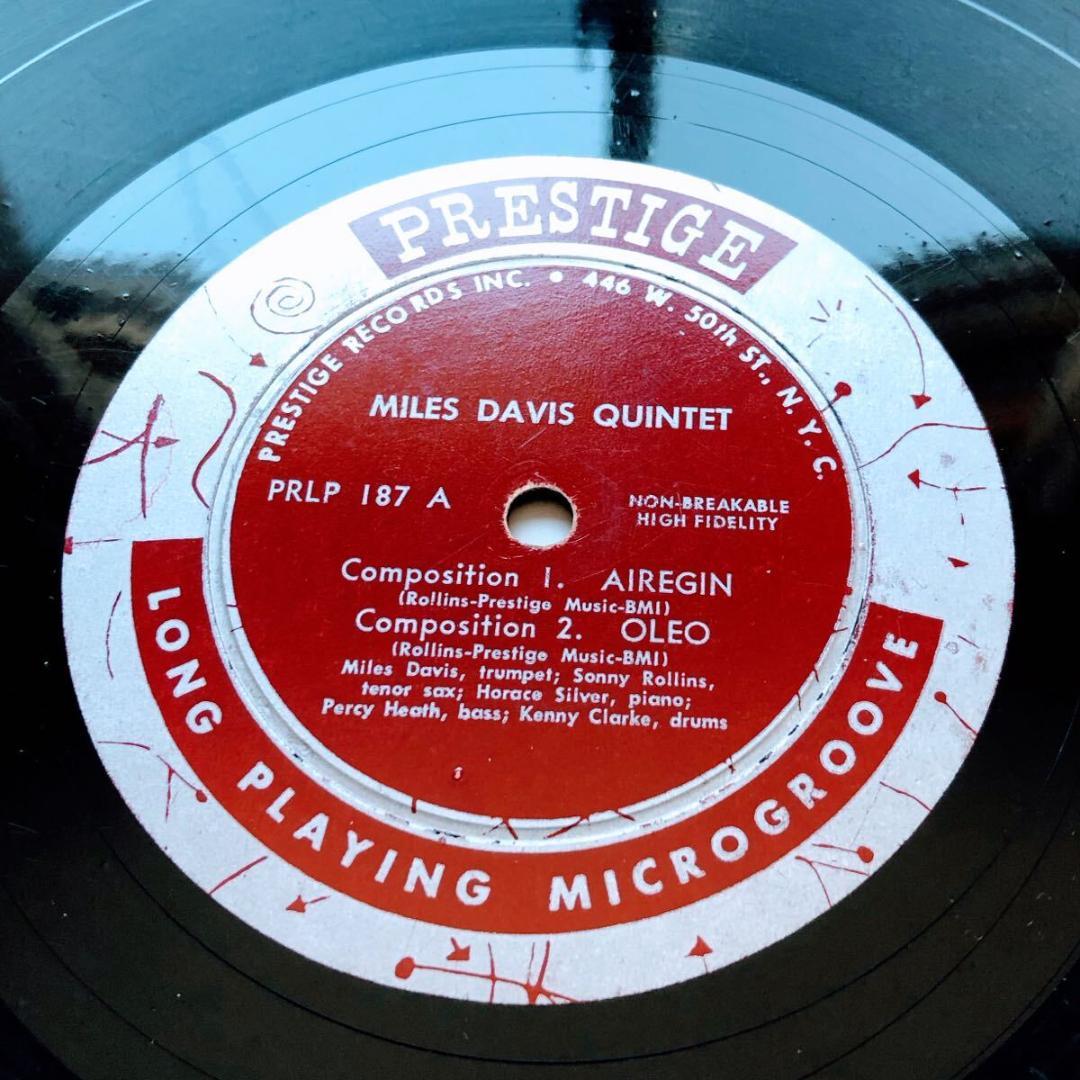 PRESTIGE
PRESTIGE RECORDS INC. • 446 W. 50th ST., N.Y.C.
MILES DAVIS QUINTET
PRLP 187 A
NON-BREAKABLE
HIGH FIDELITY
Composition 1. AIREGIN
(Rollins-Prestige Music-BMI)
Composition 2. OLEO
(Rollins-Prestige Music-BMI)
Miles Davis, trumpet; Sonny Rollins,
tenor sax; Horace Silver, piano;
Percy Heath, bass; Kenny Clarke, drums
LONG PLAYING MICROGROOVE